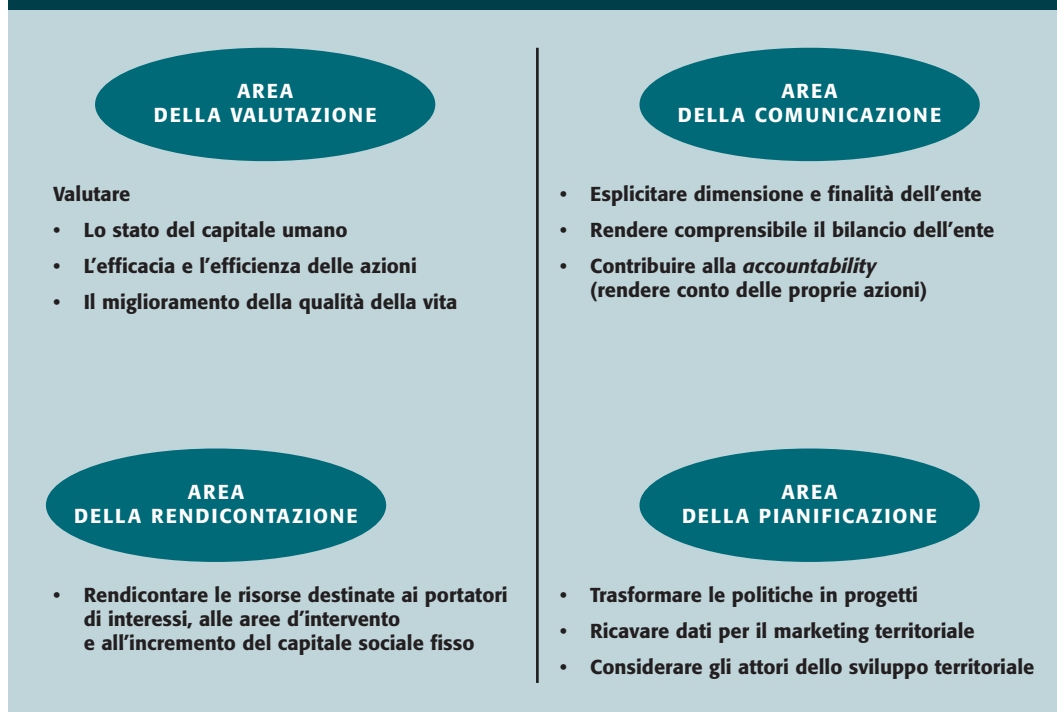 AREA
DELLA VALUTAZIONE
Valutare
• Lo stato del capitale umano
• L'efficacia e l'efficienza delle azioni
• Il miglioramento della qualità della vita
AREA
DELLA COMUNICAZIONE
• Esplicitare dimensione e finalità dell'ente
• Rendere comprensibile il bilancio dell'ente
• Contribuire alla accountability
(rendere conto delle proprie azioni)
AREA
DELLA RENDICONTAZIONE
• Rendicontare le risorse destinate ai portatori
di interessi, alle aree d'intervento
e all'incremento del capitale sociale fisso
AREA
DELLA PIANIFICAZIONE
• Trasformare le politiche in progetti
• Ricavare dati per il marketing territoriale
• Considerare gli attori dello sviluppo territoriale